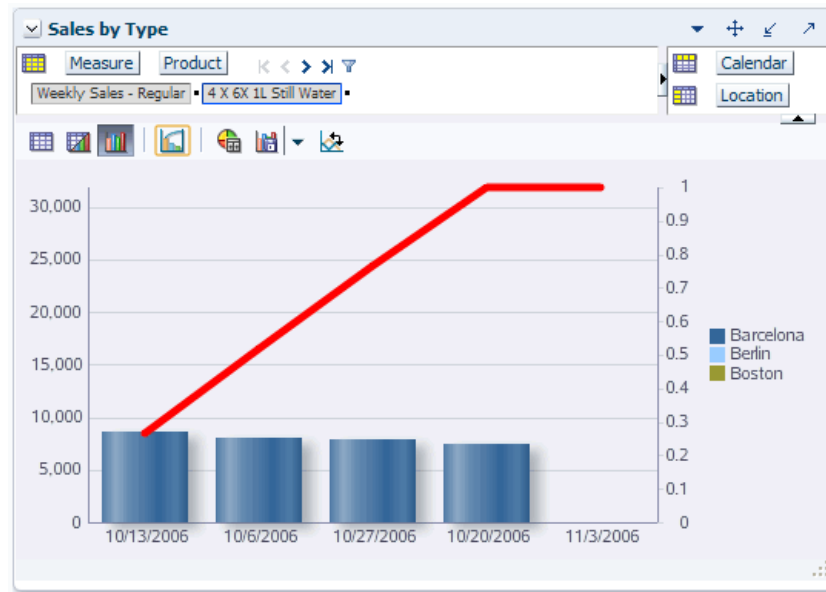 Sales by Type
Measure Product
Weekly Sales - Regular 4 X 6X 1L Still Water
Calendar
Location
30,000
25,000
20,000
15,000
10,000
5,000
0
1
0.9
0.8
0.7
0.6
0.5
0.4
0.3
0.2
0.1
0
10/13/2006 10/6/2006 10/27/2006 10/20/2006 11/3/2006
Barcelona
Berlin
Boston